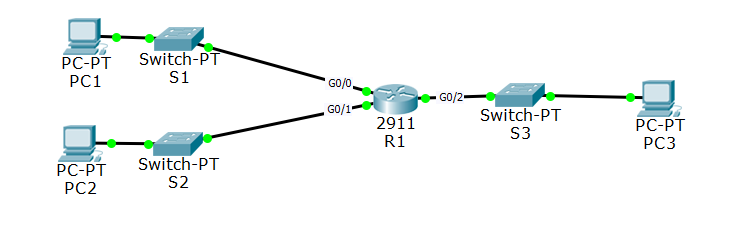 PC-PT
PC1
Switch-PT
S1
G0/0
G0/1
PC-PT
PC2
Switch-PT
S2
2911
R1
G0/2
Switch-PT
S3
PC-PT
PC3